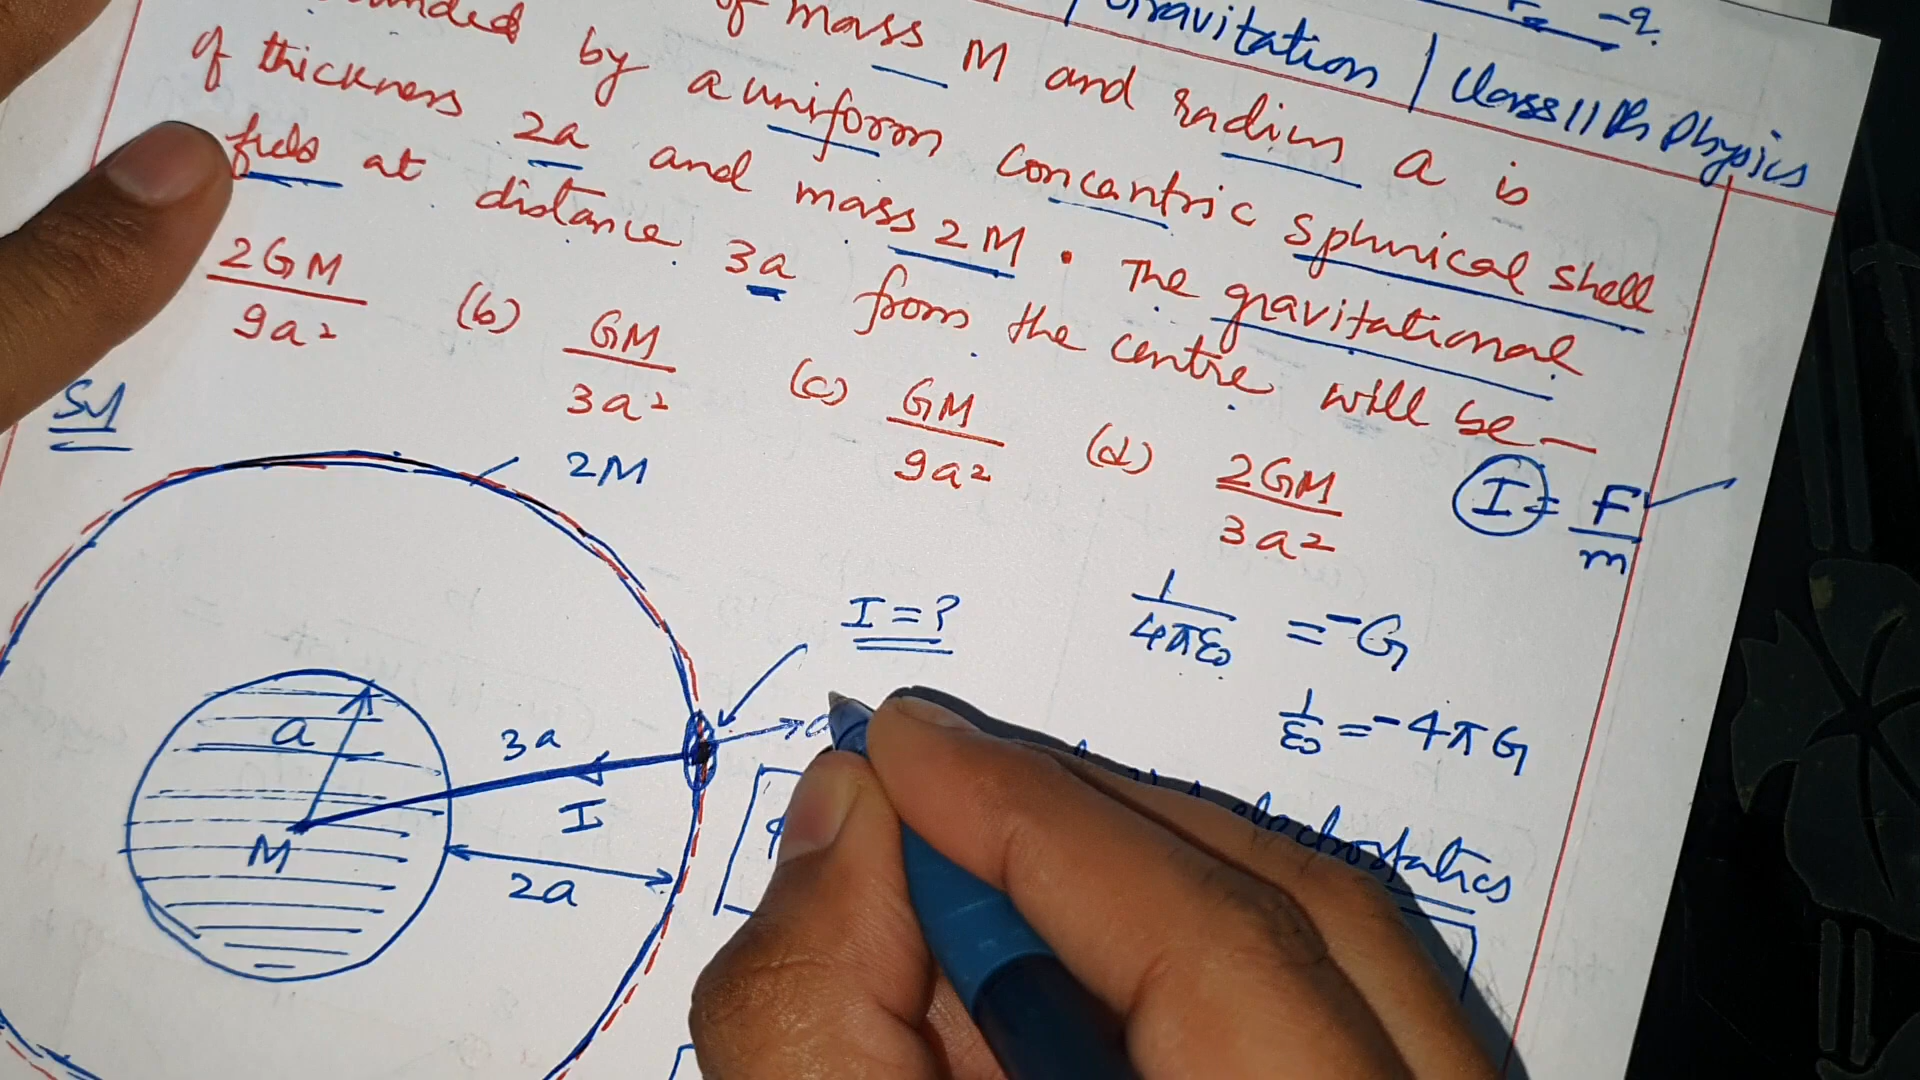 Gravitation | Class 11th Physics
-q.
of mass M and radius a is
by a uniform concentric spherical shell
of thickness 2a and mass 2M. The gravitational
field at distance 3a from the centre will be —
2GM/9a² (b) GM/3a² (c) GM/9a² (d) 2GM/3a²
Sol
2M
I = F/m
I = ?
1/4πε₀ = -G
1/ε₀ = -4πG
a
3a
I
M
2a
electrostatics